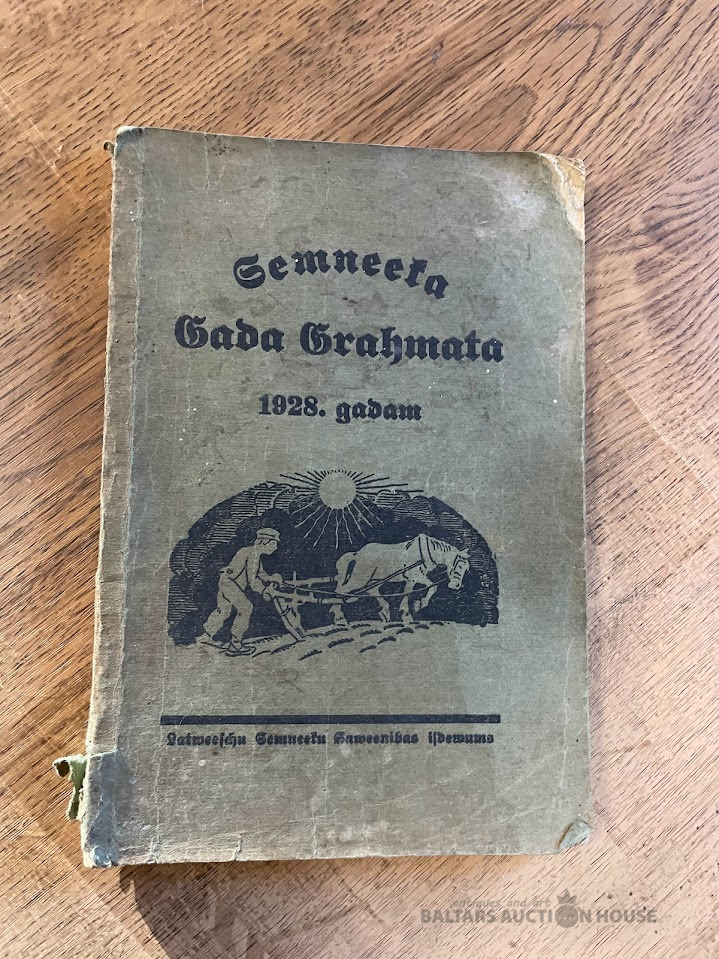 Semneeka
Gada Grahmata
1928. gadam
Latweeschu Semneeku Saweenibas isdewums
antiques and art
BALTARS AUCTION HOUSE